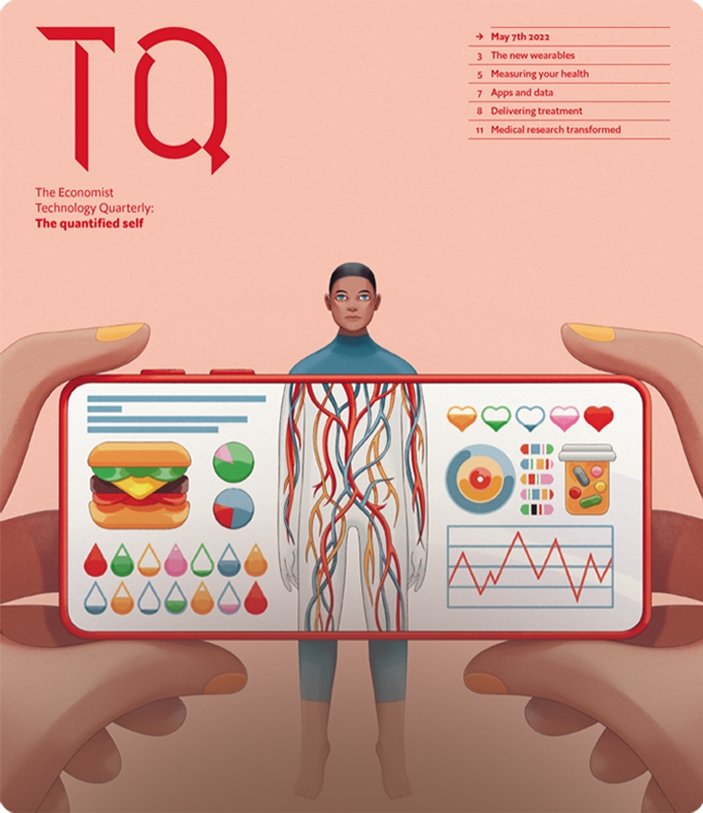 TQ
→ May 7th 2022
3 The new wearables
5 Measuring your health
7 Apps and data
8 Delivering treatment
11 Medical research transformed
The Economist
Technology Quarterly:
The quantified self